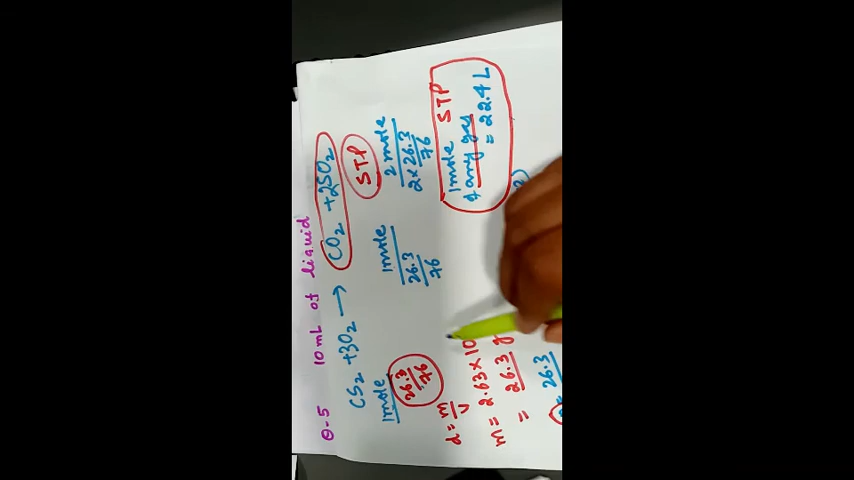 Q-5 10 mL of liquid
CS2 + 3O2 → CO2 + 2SO2
STP
1mole 1mole 2 mole
26.3/76 26.3/76 2 x 26.3/76
d = m/v
m = 2.63 x 10
= 26.3 g
26.3
1mole STP
of any gas
= 22.4 L